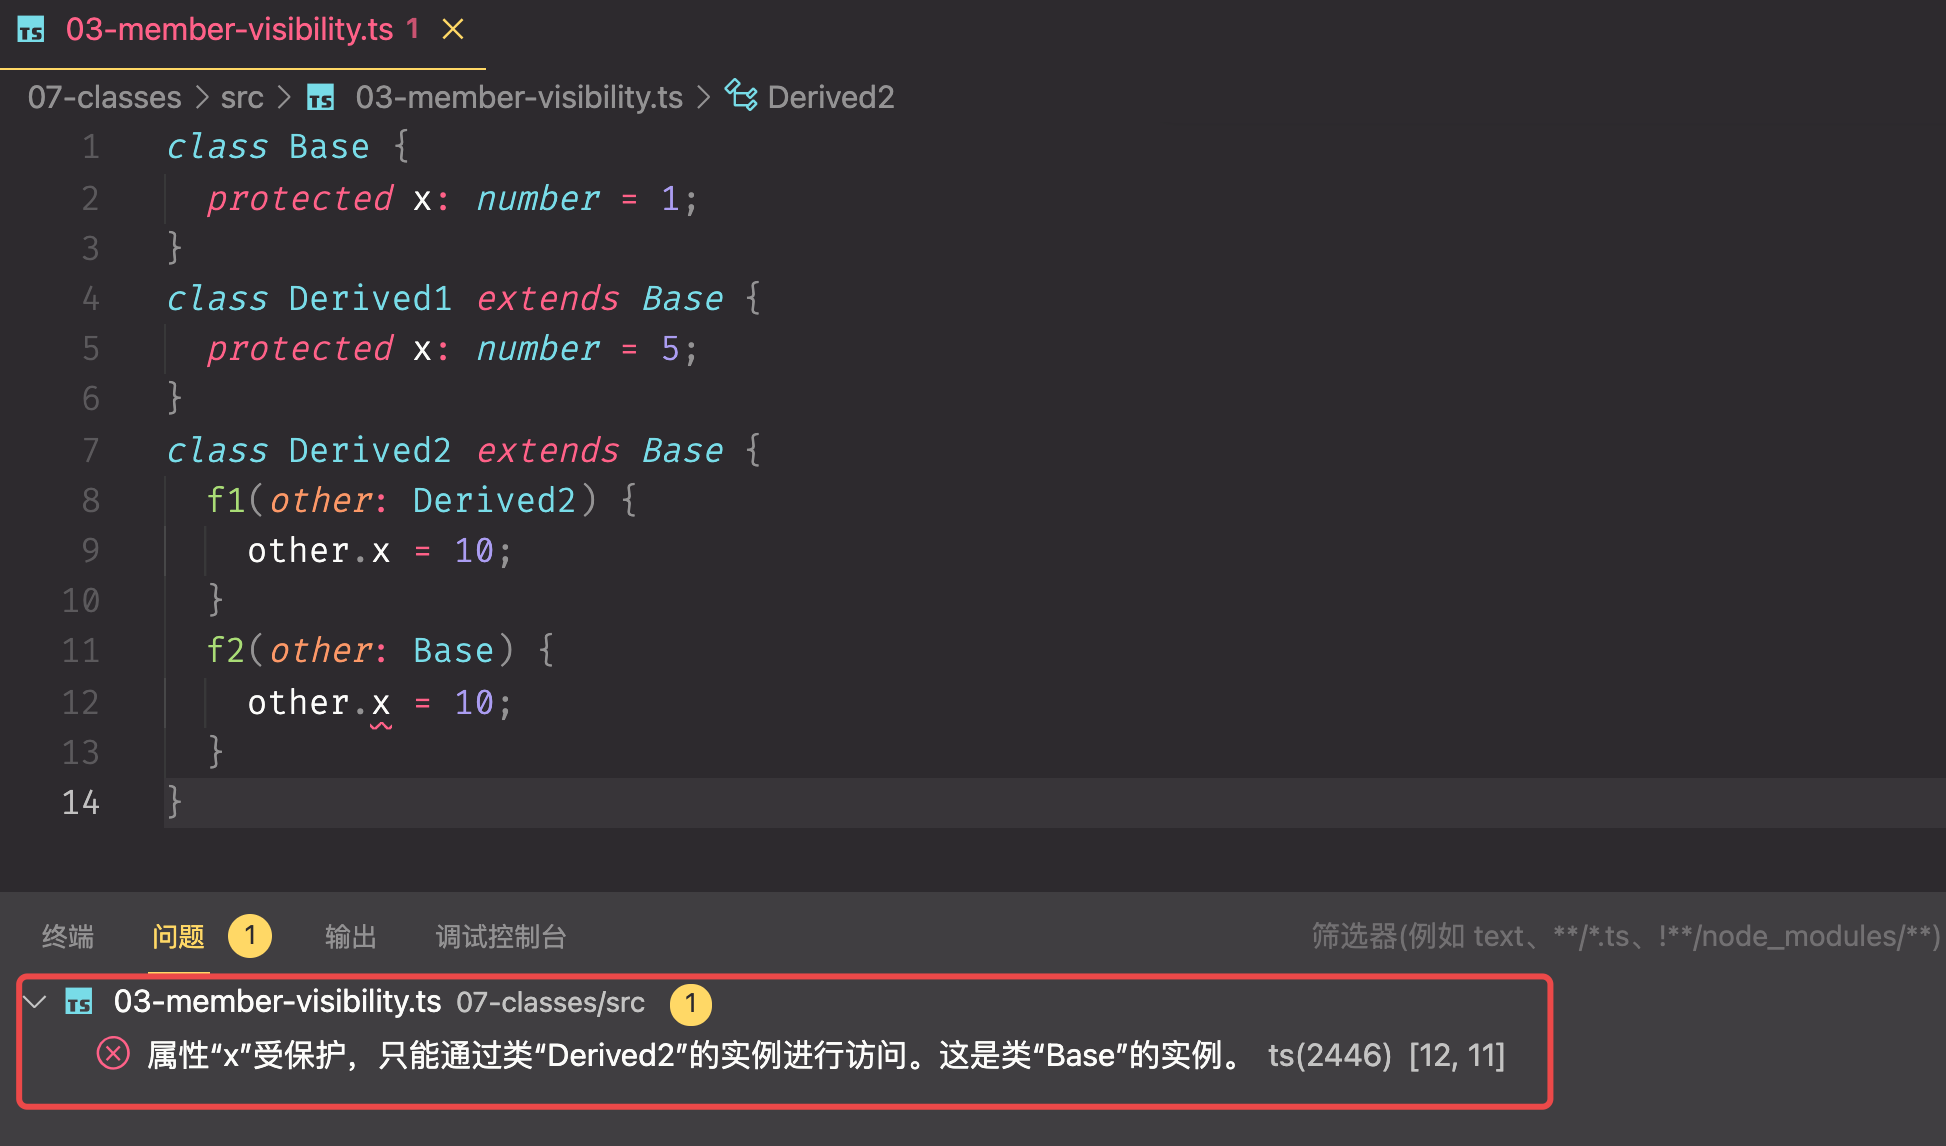 TS 03-member-visibility.ts 1
07-classes > src > TS 03-member-visibility.ts > Derived2
1 class Base {
2   protected x: number = 1;
3 }
4 class Derived1 extends Base {
5   protected x: number = 5;
6 }
7 class Derived2 extends Base {
8   f1(other: Derived2) {
9     other.x = 10;
10   }
11   f2(other: Base) {
12     other.x = 10;
13   }
14 }
终端 问题 1 输出 调试控制台 筛选器(例如 text、**/*.ts、!**/node_modules/**)
TS 03-member-visibility.ts 07-classes/src 1
属性“x”受保护，只能通过类“Derived2”的实例进行访问。这是类“Base”的实例。 ts(2446) [12, 11]